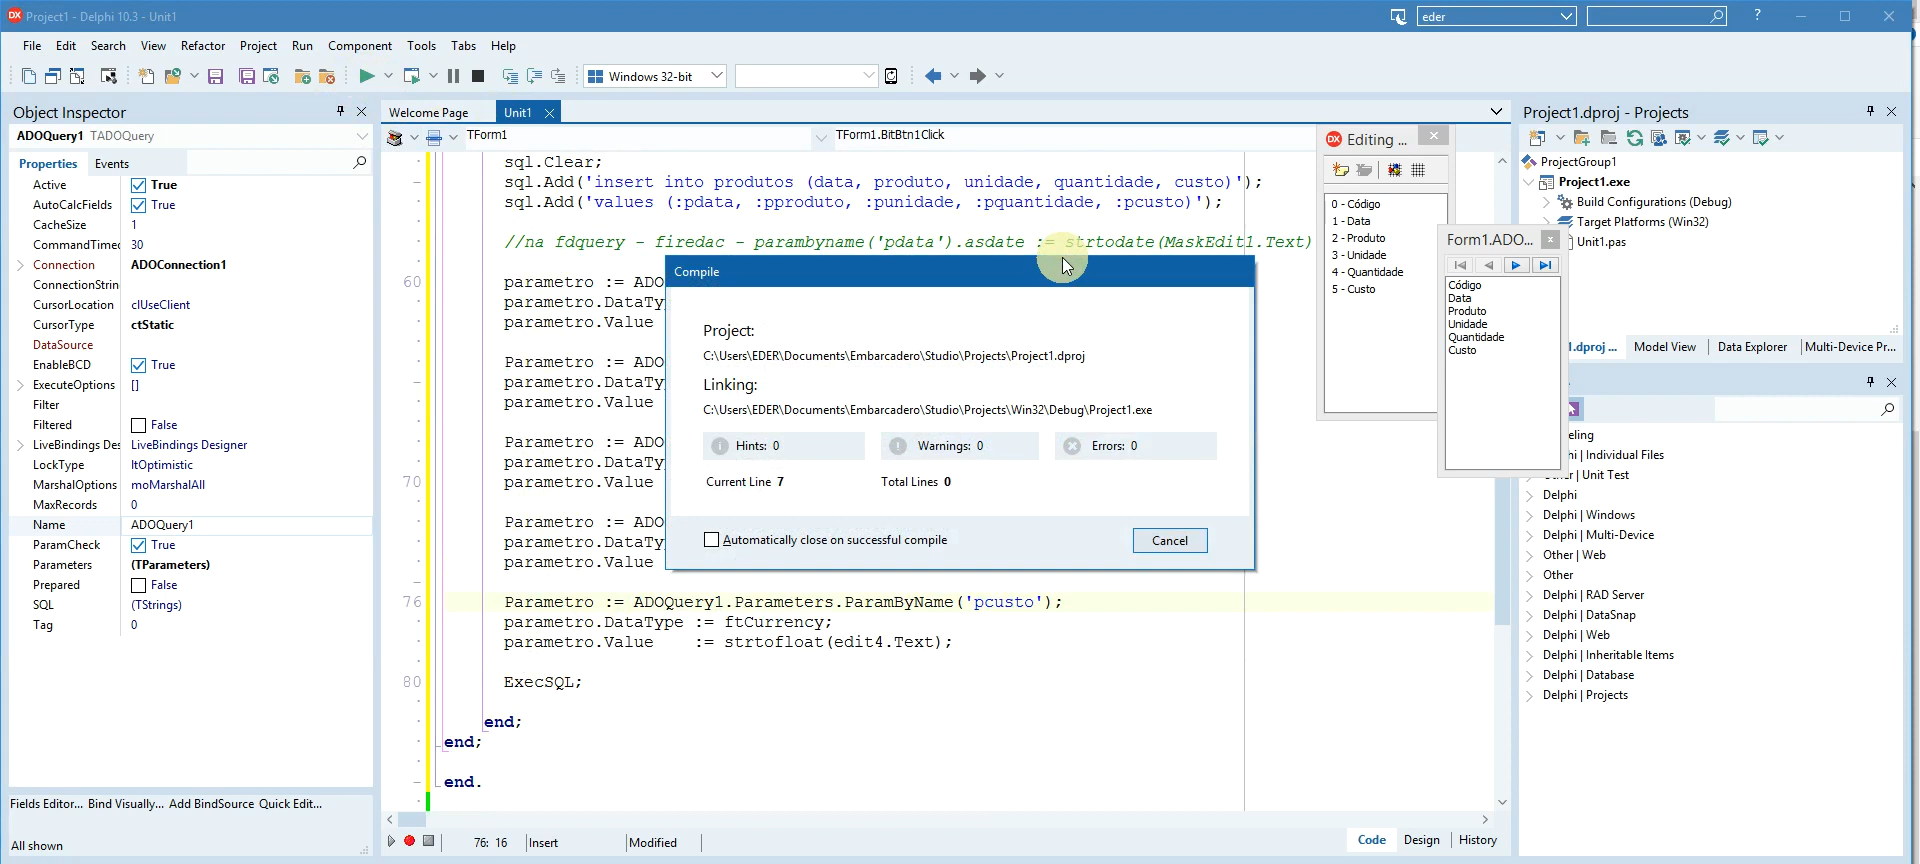 Project1 - Delphi 10.3 - Unit1
eder
?
File Edit Search View Refactor Project Run Component Tools Tabs Help
Windows 32-bit
Object Inspector
ADOQuery1 TADOQuery
Properties Events
Active True
AutoCalcFields True
CacheSize 1
CommandTimeo 30
Connection ADOConnection1
ConnectionStrin
CursorLocation clUseClient
CursorType ctStatic
DataSource
EnableBCD True
ExecuteOptions []
Filter
Filtered False
LiveBindings Des LiveBindings Designer
LockType ltOptimistic
MarshalOptions moMarshalAll
MaxRecords 0
Name ADOQuery1
ParamCheck True
Parameters (TParameters)
Prepared False
SQL (TStrings)
Tag 0
Fields Editor... Bind Visually... Add BindSource Quick Edit...
All shown
Welcome Page Unit1
TForm1 TForm1.BitBtn1Click
sql.Clear;
sql.Add('insert into produtos (data, produto, unidade, quantidade, custo)');
sql.Add('values (:pdata, :pproduto, :punidade, :pquantidade, :pcusto)');
//na fdquery - firedac - parambyname('pdata').asdate := strtodate(MaskEdit1.Text)
60 parametro := ADO
parametro.DataTy
parametro.Value
Parametro := ADO
parametro.DataTy
parametro.Value
Parametro := ADO
parametro.DataTy
70 parametro.Value
Parametro := ADO
parametro.DataTy
parametro.Value
76 Parametro := ADOQuery1.Parameters.ParamByName('pcusto');
parametro.DataType := ftCurrency;
parametro.Value := strtofloat(edit4.Text);
80 ExecSQL;
end;
end;
end.
76: 16 Insert Modified
Code Design History
Compile
Project:
C:\Users\EDER\Documents\Embarcadero\Studio\Projects\Project1.dproj
Linking:
C:\Users\EDER\Documents\Embarcadero\Studio\Projects\Win32\Debug\Project1.exe
Hints: 0 Warnings: 0 Errors: 0
Current Line 7 Total Lines 0
Automatically close on successful compile
Cancel
DX Editing ...
0 - Código
1 - Data
2 - Produto
3 - Unidade
4 - Quantidade
5 - Custo
Form1.ADO...
Código
Data
Produto
Unidade
Quantidade
Custo
Project1.dproj - Projects
ProjectGroup1
Project1.exe
Build Configurations (Debug)
Target Platforms (Win32)
Unit1.pas
1.dproj ... Model View Data Explorer Multi-Device Pr...
eling
hi | Individual Files
| Unit Test
Delphi
Delphi | Windows
Delphi | Multi-Device
Other | Web
Other
Delphi | RAD Server
Delphi | DataSnap
Delphi | Web
Delphi | Inheritable Items
Delphi | Database
Delphi | Projects